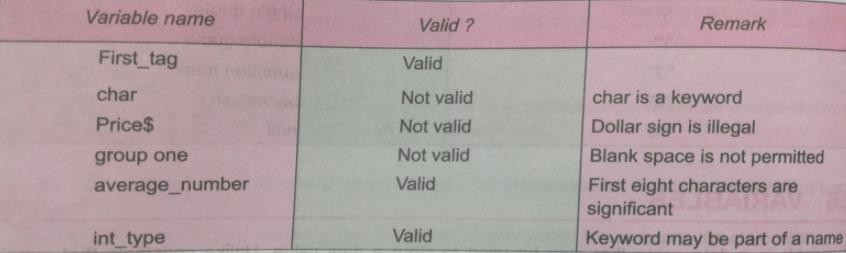 Variable name Valid ? Remark
First_tag Valid
char Not valid char is a keyword
Price$ Not valid Dollar sign is illegal
group one Not valid Blank space is not permitted
average_number Valid First eight characters are
significant
int_type Valid Keyword may be part of a name